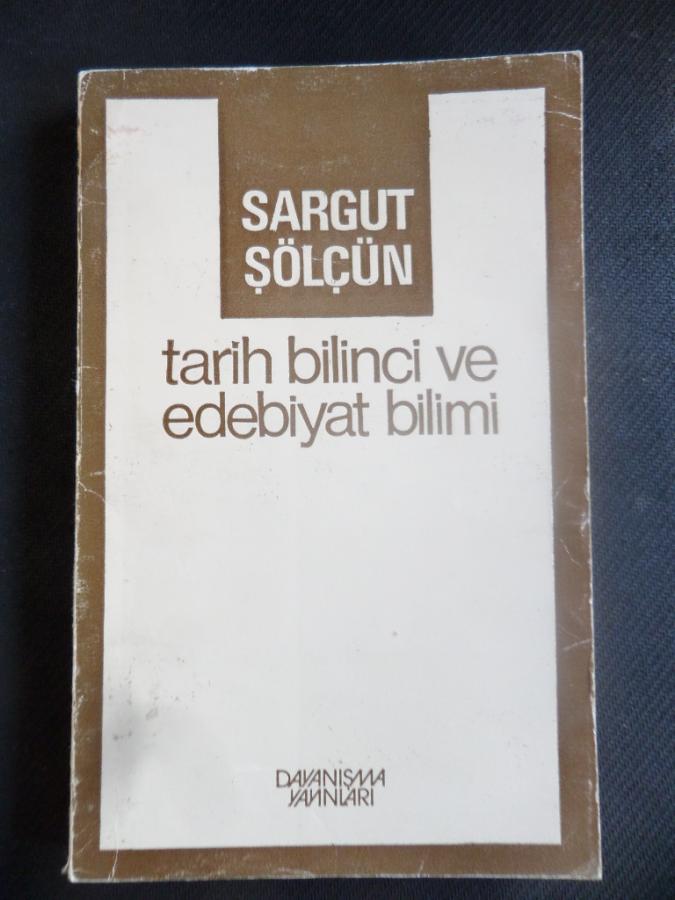 SARGUT
ŞÖLÇÜN
tarih bilinci ve
edebiyat bilimi
DAYANIŞMA
YAYINLARI